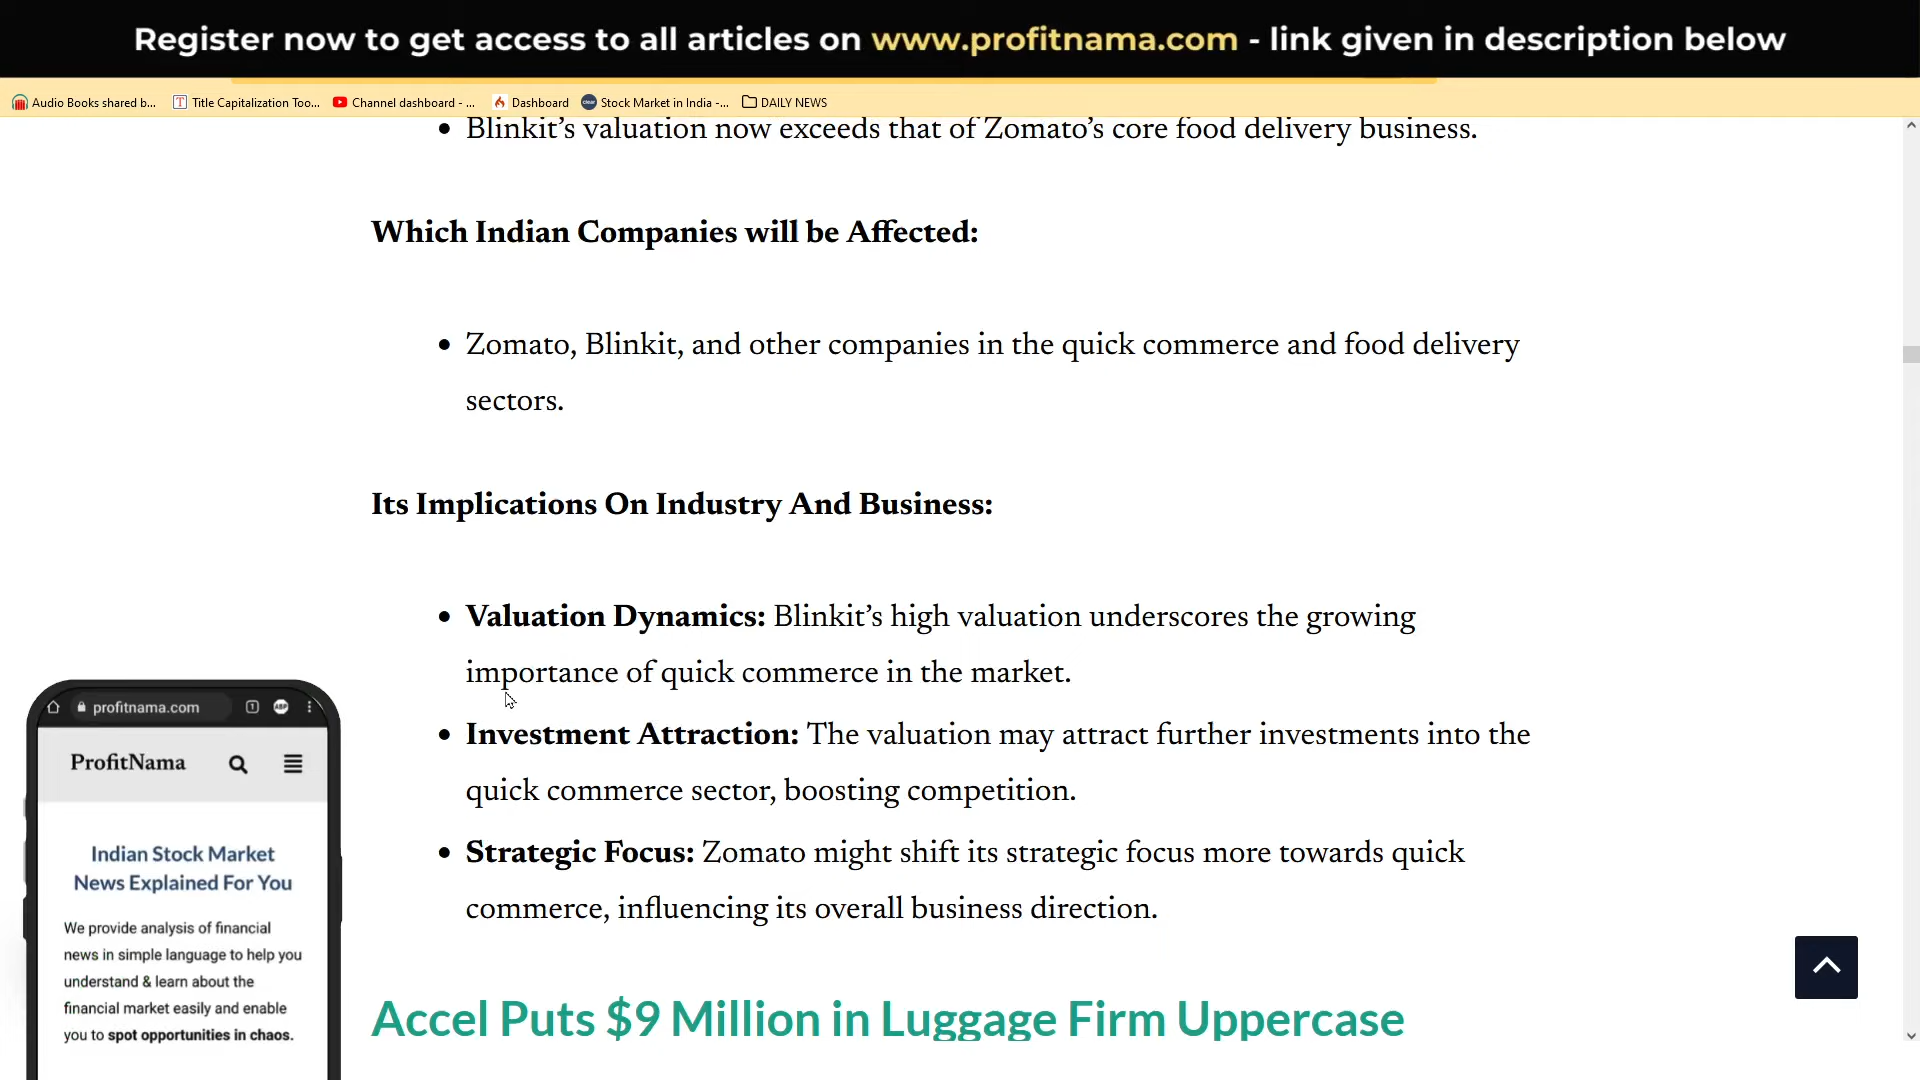 Register now to get access to all articles on www.profitnama.com - link given in description below
Audio Books shared b... Title Capitalization Too... Channel dashboard - ... Dashboard Stock Market in India -... DAILY NEWS
• Blinkit’s valuation now exceeds that of Zomato’s core food delivery business.
Which Indian Companies will be Affected:
• Zomato, Blinkit, and other companies in the quick commerce and food delivery
sectors.
Its Implications On Industry And Business:
• Valuation Dynamics: Blinkit’s high valuation underscores the growing
importance of quick commerce in the market.
• Investment Attraction: The valuation may attract further investments into the
quick commerce sector, boosting competition.
• Strategic Focus: Zomato might shift its strategic focus more towards quick
commerce, influencing its overall business direction.
Accel Puts $9 Million in Luggage Firm Uppercase
profitnama.com 1 ABP
ProfitNama
Indian Stock Market
News Explained For You
We provide analysis of financial
news in simple language to help you
understand & learn about the
financial market easily and enable
you to spot opportunities in chaos.